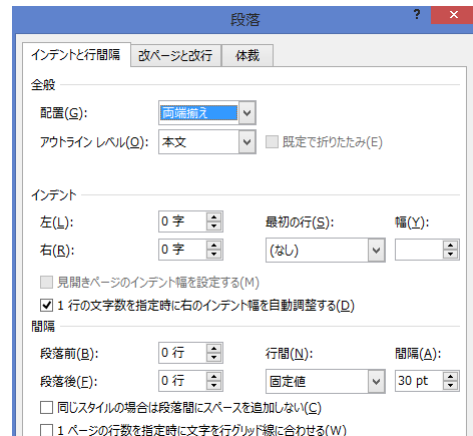 段落 ? ×
インデントと行間隔 改ページと改行 体裁
全般
配置(G): 両端揃え
アウトライン レベル(O): 本文 既定で折りたたみ(E)
インデント
左(L): 0 字 最初の行(S): 幅(Y):
右(R): 0 字 (なし)
見開きページのインデント幅を設定する(M)
1 行の文字数を指定時に右のインデント幅を自動調整する(D)
間隔
段落前(B): 0 行 行間(N): 間隔(A):
段落後(F): 0 行 固定値 30 pt
同じスタイルの場合は段落間にスペースを追加しない(C)
1 ページの行数を指定時に文字を行グリッド線に合わせる(W)